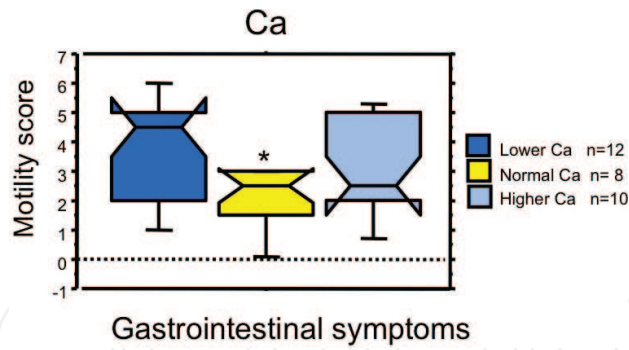 Ca
Motility score
7
6
5
4
3
2
1
0
-1
*
Lower Ca n=12
Normal Ca n= 8
Higher Ca n=10
Gastrointestinal symptoms